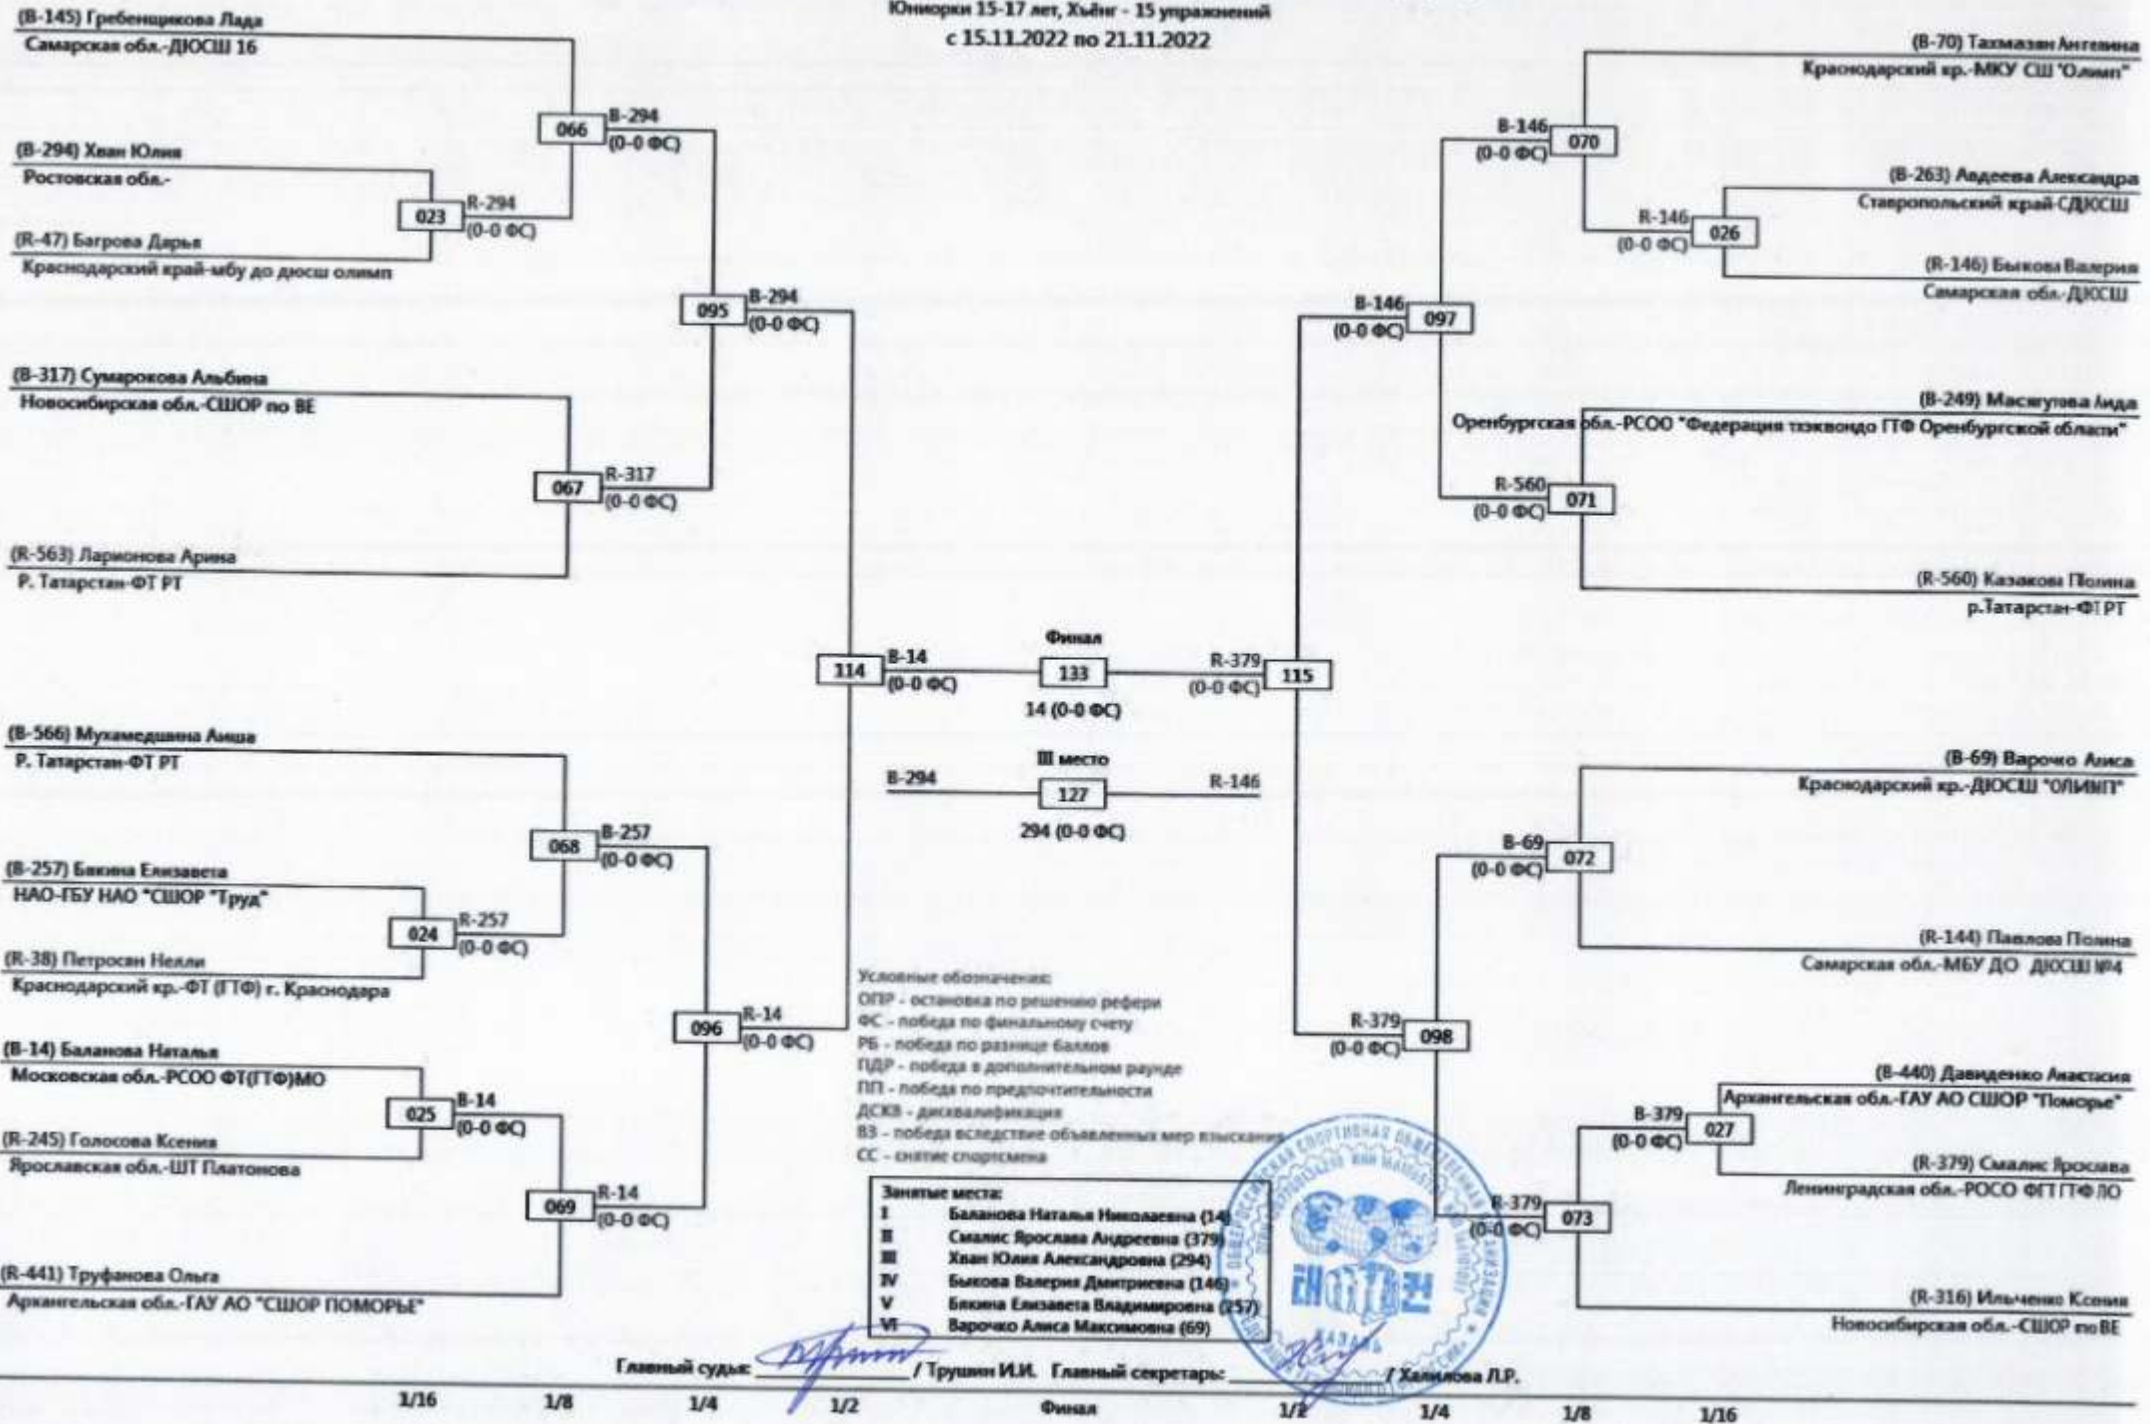 Юниорки 15-17 лет, Хъёнг - 15 упражнений
с 15.11.2022 по 21.11.2022
(B-145) Гребенщикова Лада
Самарская обл.-ДЮСШ 16
066
B-294
(0-0 ФС)
(B-294) Хван Юлия
Ростовская обл.-
023
R-294
(0-0 ФС)
(R-47) Багрова Дарья
Краснодарский край-мбу до дюсш олимп
095
B-294
(0-0 ФС)
(B-317) Сумарокова Альбина
Новосибирская обл.-СШОР по ВЕ
067
R-317
(0-0 ФС)
(R-563) Ларионова Арина
Р. Татарстан-ФТ РТ
114
B-14
(0-0 ФС)
(B-566) Мухамедшина Аиша
Р. Татарстан-ФТ РТ
068
B-257
(0-0 ФС)
(B-257) Бякина Елизавета
НАО-ГБУ НАО "СШОР "Труд"
024
R-257
(0-0 ФС)
(R-38) Петросян Нелли
Краснодарский кр.-ФТ (ГТФ) г. Краснодара
096
R-14
(0-0 ФС)
(B-14) Баланова Наталья
Московская обл.-РСОО ФТ(ГТФ)МО
025
B-14
(0-0 ФС)
(R-245) Голосова Ксения
Ярославская обл.-ШТ Платонова
069
R-14
(0-0 ФС)
(R-441) Труфанова Ольга
Архангельская обл.-ГАУ АО "СШОР ПОМОРЬЕ"
Финал
133
14 (0-0 ФС)
III место
B-294
127
R-146
294 (0-0 ФС)
(B-70) Тахмазян Ангелина
Краснодарский кр.-МКУ СШ "Олимп"
B-146
(0-0 ФС)
070
(B-263) Авдеева Александра
Ставропольский край-СДЮСШ
R-146
(0-0 ФС)
026
(R-146) Быкова Валерия
Самарская обл.-ДЮСШ
B-146
(0-0 ФС)
097
(B-249) Масягутова Аида
Оренбургская обл.-РСОО "Федерация тхэквондо ГТФ Оренбургской области"
R-560
(0-0 ФС)
071
(R-560) Казакова Полина
р.Татарстан-ФТ РТ
R-379
(0-0 ФС)
115
(B-69) Варочко Алиса
Краснодарский кр.-ДЮСШ "ОЛИМП"
B-69
(0-0 ФС)
072
(R-144) Павлова Полина
Самарская обл.-МБУ ДО ДЮСШ №4
R-379
(0-0 ФС)
098
(B-440) Давиденко Анастасия
Архангельская обл.-ГАУ АО СШОР "Поморье"
B-379
(0-0 ФС)
027
(R-379) Смалис Ярослава
Ленинградская обл.-РОСО ФТГТФ ЛО
R-379
(0-0 ФС)
073
(R-316) Ильченко Ксения
Новосибирская обл.-СШОР по ВЕ
Условные обозначения:
ОПР - остановка по решению рефери
ФС - победа по финальному счету
РБ - победа по разнице баллов
ПДР - победа в дополнительном раунде
ПП - победа по предпочтительности
ДСКВ - дисквалификация
ВЗ - победа вследствие объявленных мер взыскания
СС - снятие спортсмена
Занятые места:
I Баланова Наталья Николаевна (14)
II Смалис Ярослава Андреевна (379)
III Хван Юлия Александровна (294)
IV Быкова Валерия Дмитриевна (146)
V Бякина Елизавета Владимировна (257)
VI Варочко Алиса Максимовна (69)
Главный судья: / Трушин И.И. Главный секретарь: / Халилова Л.Р.
1/16 1/8 1/4 1/2 Финал 1/2 1/4 1/8 1/16